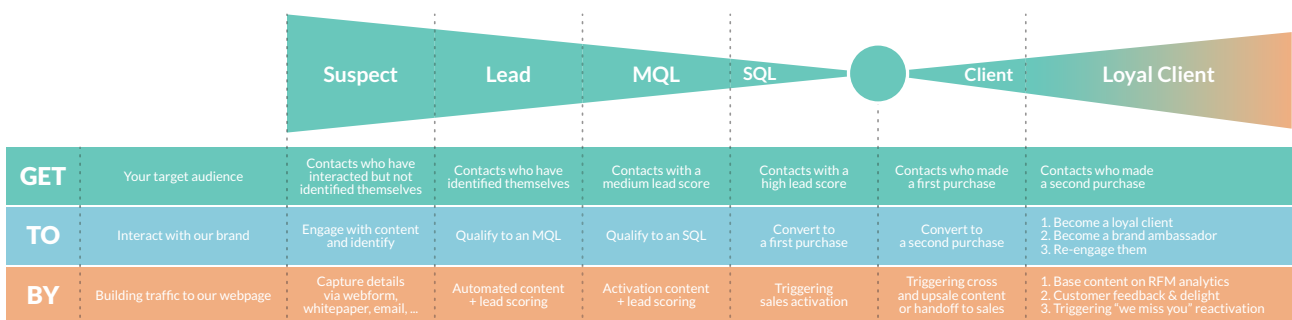 Suspect
Lead
MQL
SQL
Client
Loyal Client
GET
Your target audience
Contacts who have
interacted but not
identified themselves
Contacts who have
identified themselves
Contacts with a
medium lead score
Contacts with a
high lead score
Contacts who made
a first purchase
Contacts who made
a second purchase
TO
Interact with our brand
Engage with content
and identify
Qualify to an MQL
Qualify to an SQL
Convert to
a first purchase
Convert to
a second purchase
1. Become a loyal client
2. Become a brand ambassador
3. Re-engage them
BY
Building traffic to our webpage
Capture details
via webform,
whitepaper, email, ...
Automated content
+ lead scoring
Activation content
+ lead scoring
Triggering
sales activation
Triggering cross
and upsale content
or handoff to sales
1. Base content on RFM analytics
2. Customer feedback & delight
3. Triggering “we miss you” reactivation